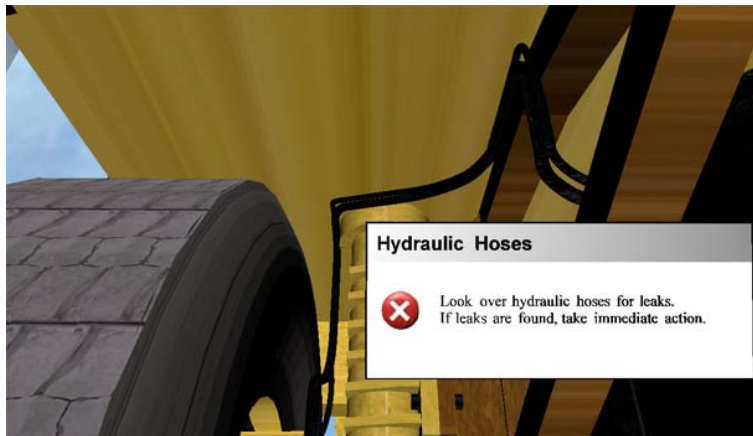 Hydraulic Hoses
Look over hydraulic hoses for leaks.
If leaks are found, take immediate action.